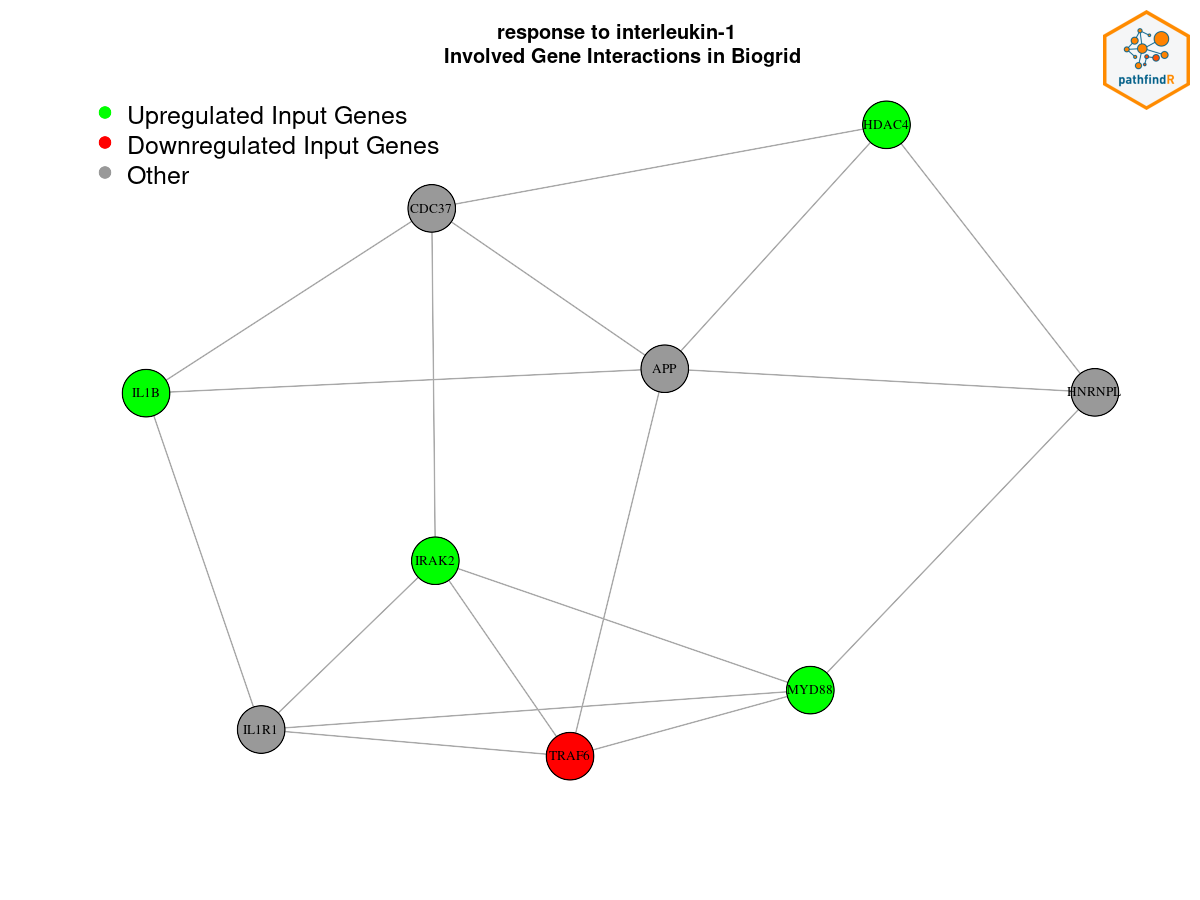 response to interleukin-1
Involved Gene Interactions in Biogrid
pathfindR
Upregulated Input Genes
Downregulated Input Genes
Other
HDAC4
CDC37
APP
IL1B
HNRNPL
IRAK2
MYD88
IL1R1
TRAF6